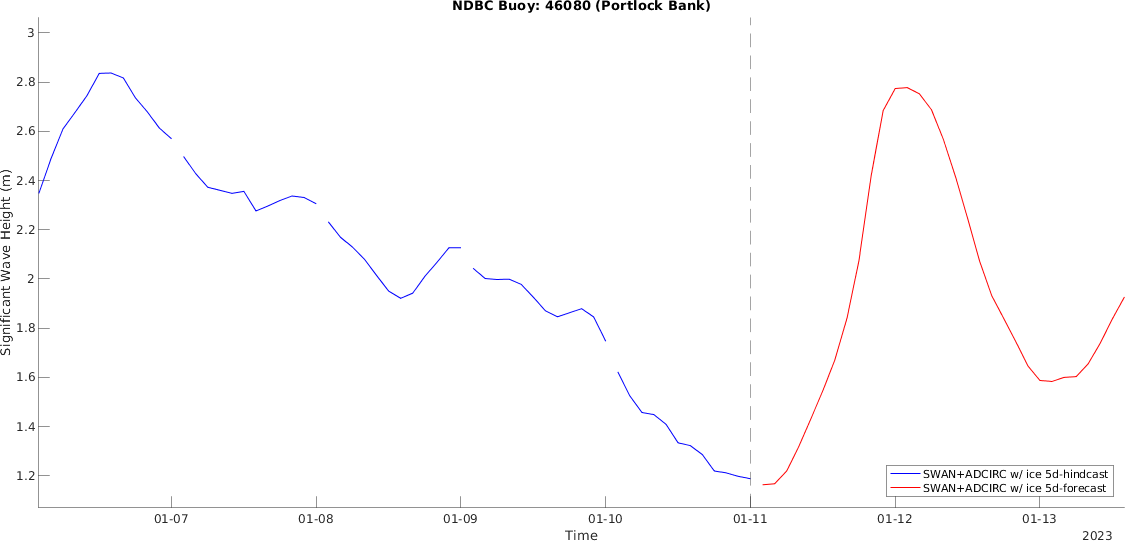 NDBC Buoy: 46080 (Portlock Bank)
Significant Wave Height (m)
3
2.8
2.6
2.4
2.2
2
1.8
1.6
1.4
1.2
SWAN+ADCIRC w/ ice 5d-hindcast
SWAN+ADCIRC w/ ice 5d-forecast
01-07 01-08 01-09 01-10 01-11 01-12 01-13
Time
2023